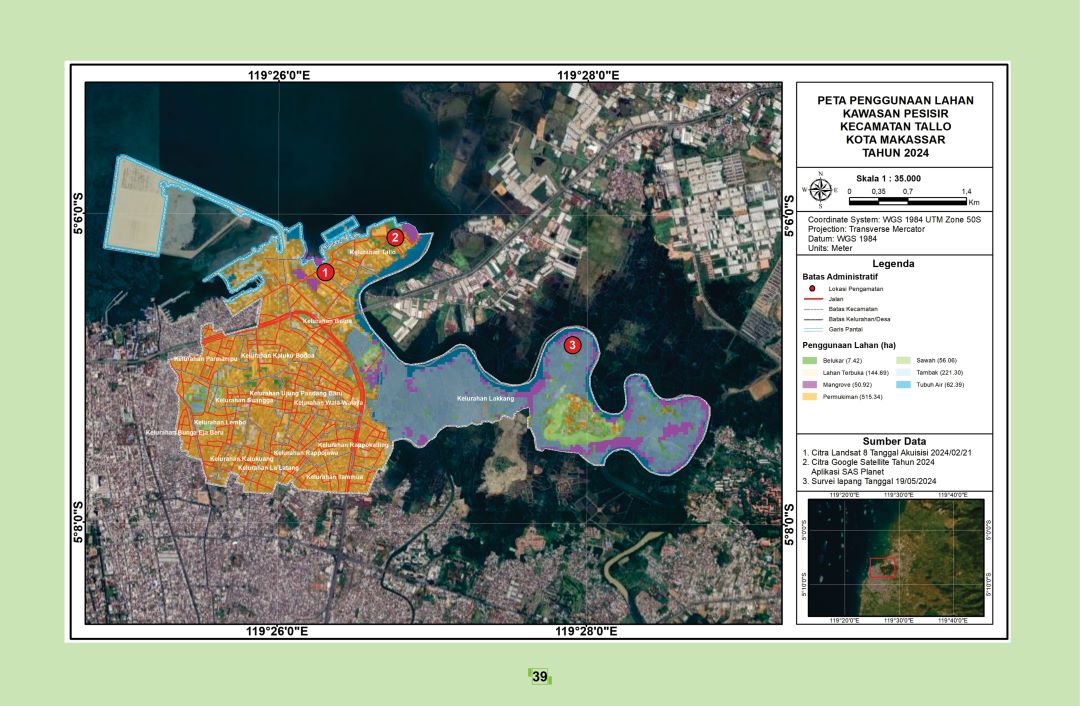 119°26'0"E
119°28'0"E
5°6'0"S
5°8'0"S
5°6'0"S
5°8'0"S
119°26'0"E
119°28'0"E
1
2
3
Kelurahan Tallo
Kelurahan Buloa
Kelurahan Pannampu
Kelurahan Kaluku Bodoa
Kelurahan Ujung Pandang Baru
Kelurahan Suangga
Kelurahan Wala-Walaya
Kelurahan Lakkang
Kelurahan Lembo
Kelurahan Bunga Eja Beru
Kelurahan Rappokalling
Kelurahan Rappojawa
Kelurahan Kalukuang
Kelurahan La'Latang
Kelurahan Tammua
PETA PENGGUNAAN LAHAN
KAWASAN PESISIR
KECAMATAN TALLO
KOTA MAKASSAR
TAHUN 2024
N
W E
S
Skala 1 : 35.000
0 0,35 0,7 1,4
Km
Coordinate System: WGS 1984 UTM Zone 50S
Projection: Transverse Mercator
Datum: WGS 1984
Units: Meter
Legenda
Batas Administratif
Lokasi Pengamatan
Jalan
Batas Kecamatan
Batas Kelurahan/Desa
Garis Pantai
Penggunaan Lahan (ha)
Belukar (7.42)
Sawah (56.06)
Lahan Terbuka (144.69)
Tambak (221.30)
Mangrove (50.92)
Tubuh Air (62.39)
Permukiman (515.34)
Sumber Data
1. Citra Landsat 8 Tanggal Akuisisi 2024/02/21
2. Citra Google Satellite Tahun 2024
Aplikasi SAS Planet
3. Survei lapang Tanggal 19/05/2024
119°20'0"E 119°30'0"E 119°40'0"E
5°0'0"S
5°10'0"S
5°0'0"S
5°10'0"S
119°20'0"E 119°30'0"E 119°40'0"E
39